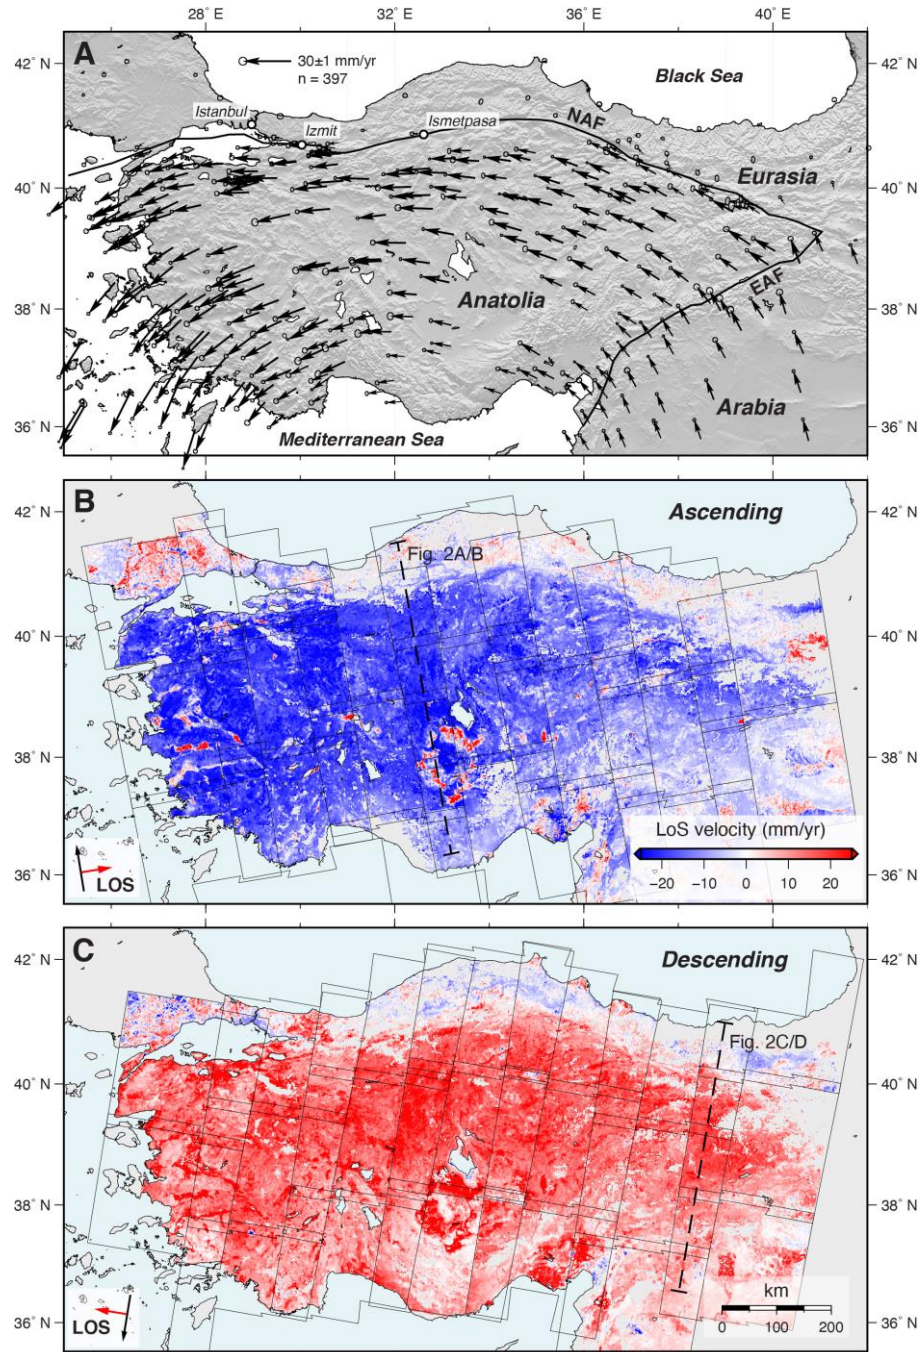 28° E 32° E 36° E 40° E
A
42° N 42° N
30±1 mm/yr
n = 397
Black Sea
Istanbul
Izmit
Ismetpasa
NAF
Eurasia
40° N 40° N
Anatolia
EAF
38° N 38° N
Arabia
36° N 36° N
Mediterranean Sea
B
42° N 42° N
Ascending
Fig. 2A/B
40° N 40° N
38° N 38° N
LoS velocity (mm/yr)
−20 −10 0 10 20
LOS
36° N 36° N
C
42° N 42° N
Descending
Fig. 2C/D
40° N 40° N
38° N 38° N
km
0 100 200
LOS
36° N 36° N